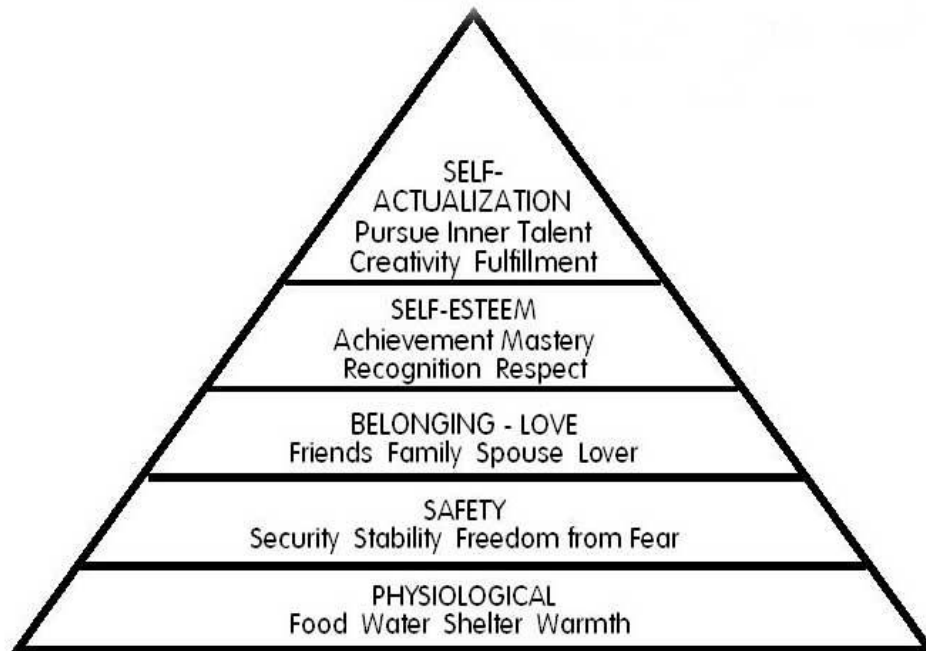 SELF-
ACTUALIZATION
Pursue Inner Talent
Creativity Fulfillment
SELF-ESTEEM
Achievement Mastery
Recognition Respect
BELONGING - LOVE
Friends Family Spouse Lover
SAFETY
Security Stability Freedom from Fear
PHYSIOLOGICAL
Food Water Shelter Warmth